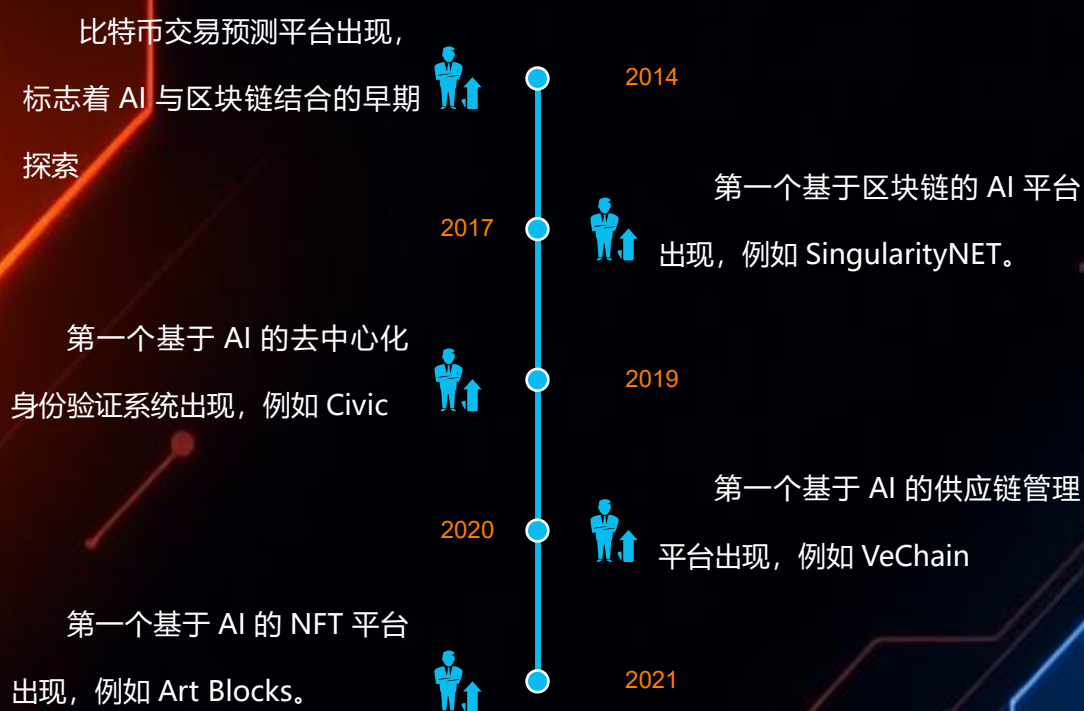 比特币交易预测平台出现，
标志着 AI 与区块链结合的早期
探索
2014
2017
第一个基于区块链的 AI 平台
出现，例如 SingularityNET。
第一个基于 AI 的去中心化
身份验证系统出现，例如 Civic
2019
2020
第一个基于 AI 的供应链管理
平台出现，例如 VeChain
第一个基于 AI 的 NFT 平台
出现，例如 Art Blocks。
2021